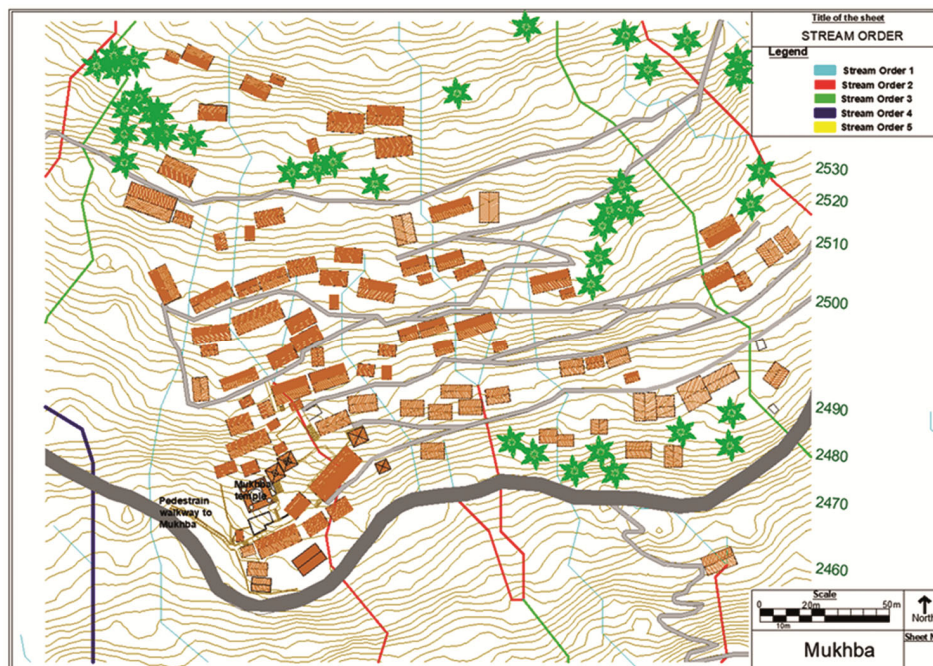 Title of the sheet
STREAM ORDER
Legend
Stream Order 1
Stream Order 2
Stream Order 3
Stream Order 4
Stream Order 5
2530
2520
2510
2500
2490
2480
2470
2460
Mukhba
temple
Pedestrain
walkway to
Mukhba
Scale
0 20m 50m
10m
North
Mukhba